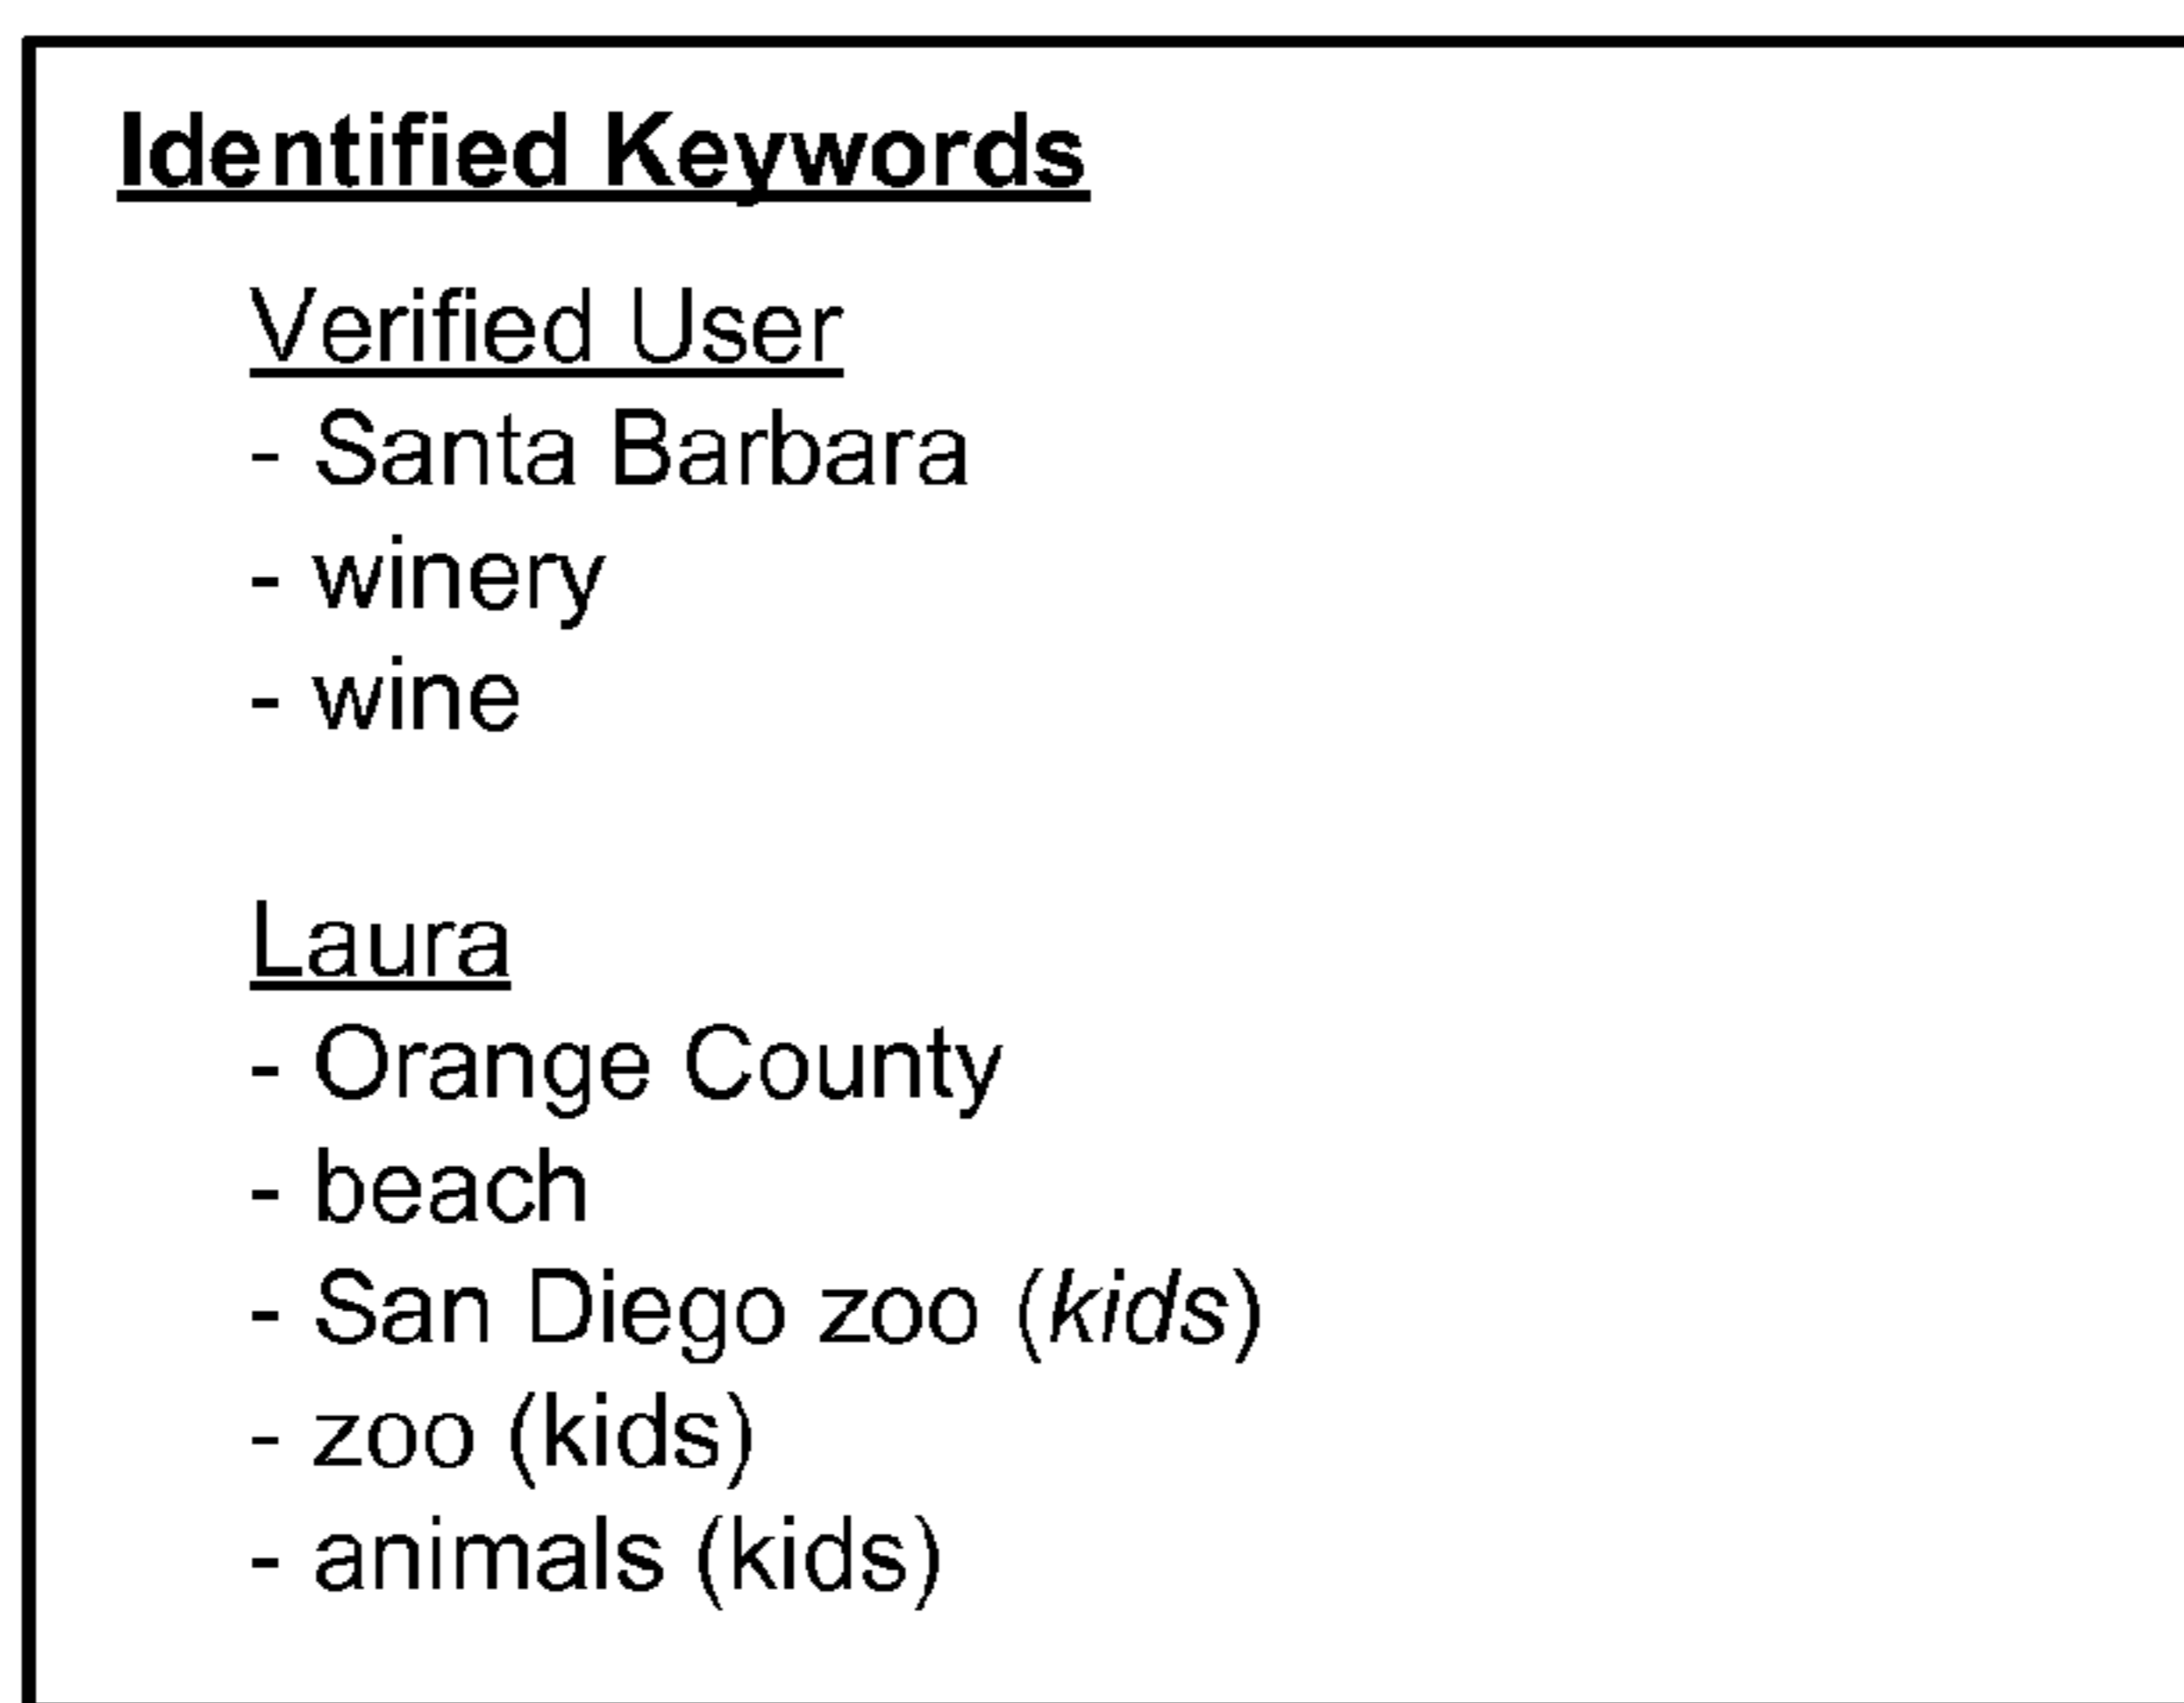 Identified Keywords
Verified User
- Santa Barbara
- winery
- wine
Laura
- Orange County
- beach
- San Diego zoo (kids)
- zoo (kids)
- animals (kids)